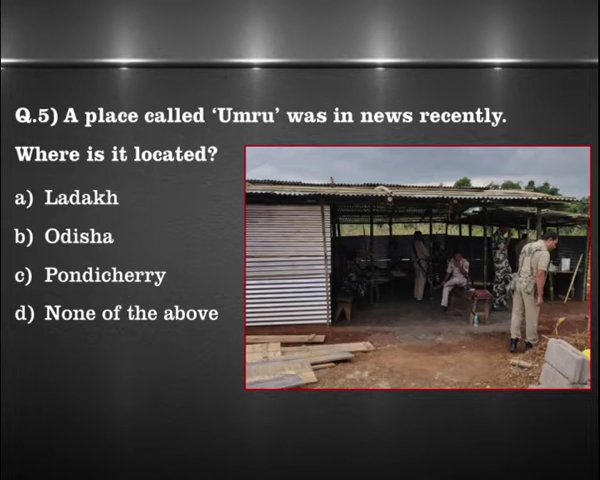 Q.5) A place called ‘Umru’ was in news recently.
Where is it located?
a) Ladakh
b) Odisha
c) Pondicherry
d) None of the above